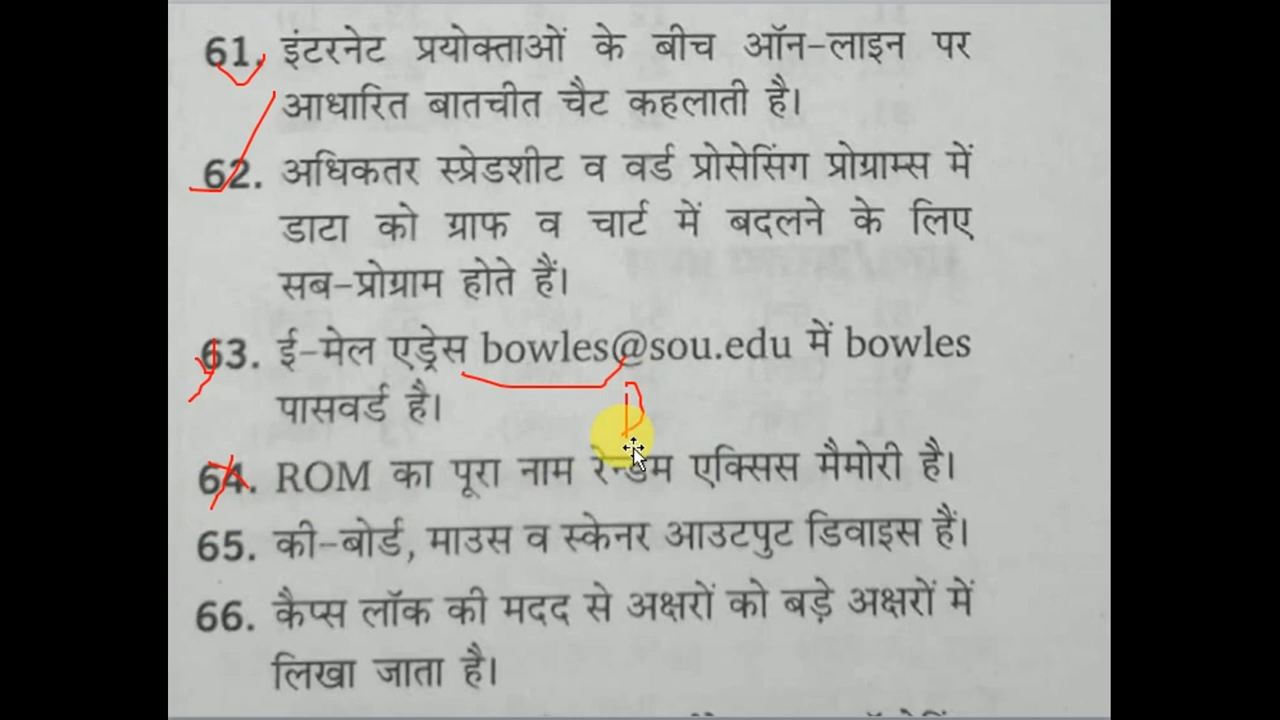 61. इंटरनेट प्रयोक्ताओं के बीच ऑन-लाइन पर
आधारित बातचीत चैट कहलाती है।
62. अधिकतर स्प्रेडशीट व वर्ड प्रोसेसिंग प्रोग्राम्स में
डाटा को ग्राफ व चार्ट में बदलने के लिए
सब-प्रोग्राम होते हैं।
63. ई-मेल एड्रेस bowles@sou.edu में bowles
पासवर्ड है।
64. ROM का पूरा नाम रेन्डम एक्सिस मैमोरी है।
65. की-बोर्ड, माउस व स्केनर आउटपुट डिवाइस हैं।
66. कैप्स लॉक की मदद से अक्षरों को बड़े अक्षरों में
लिखा जाता है।